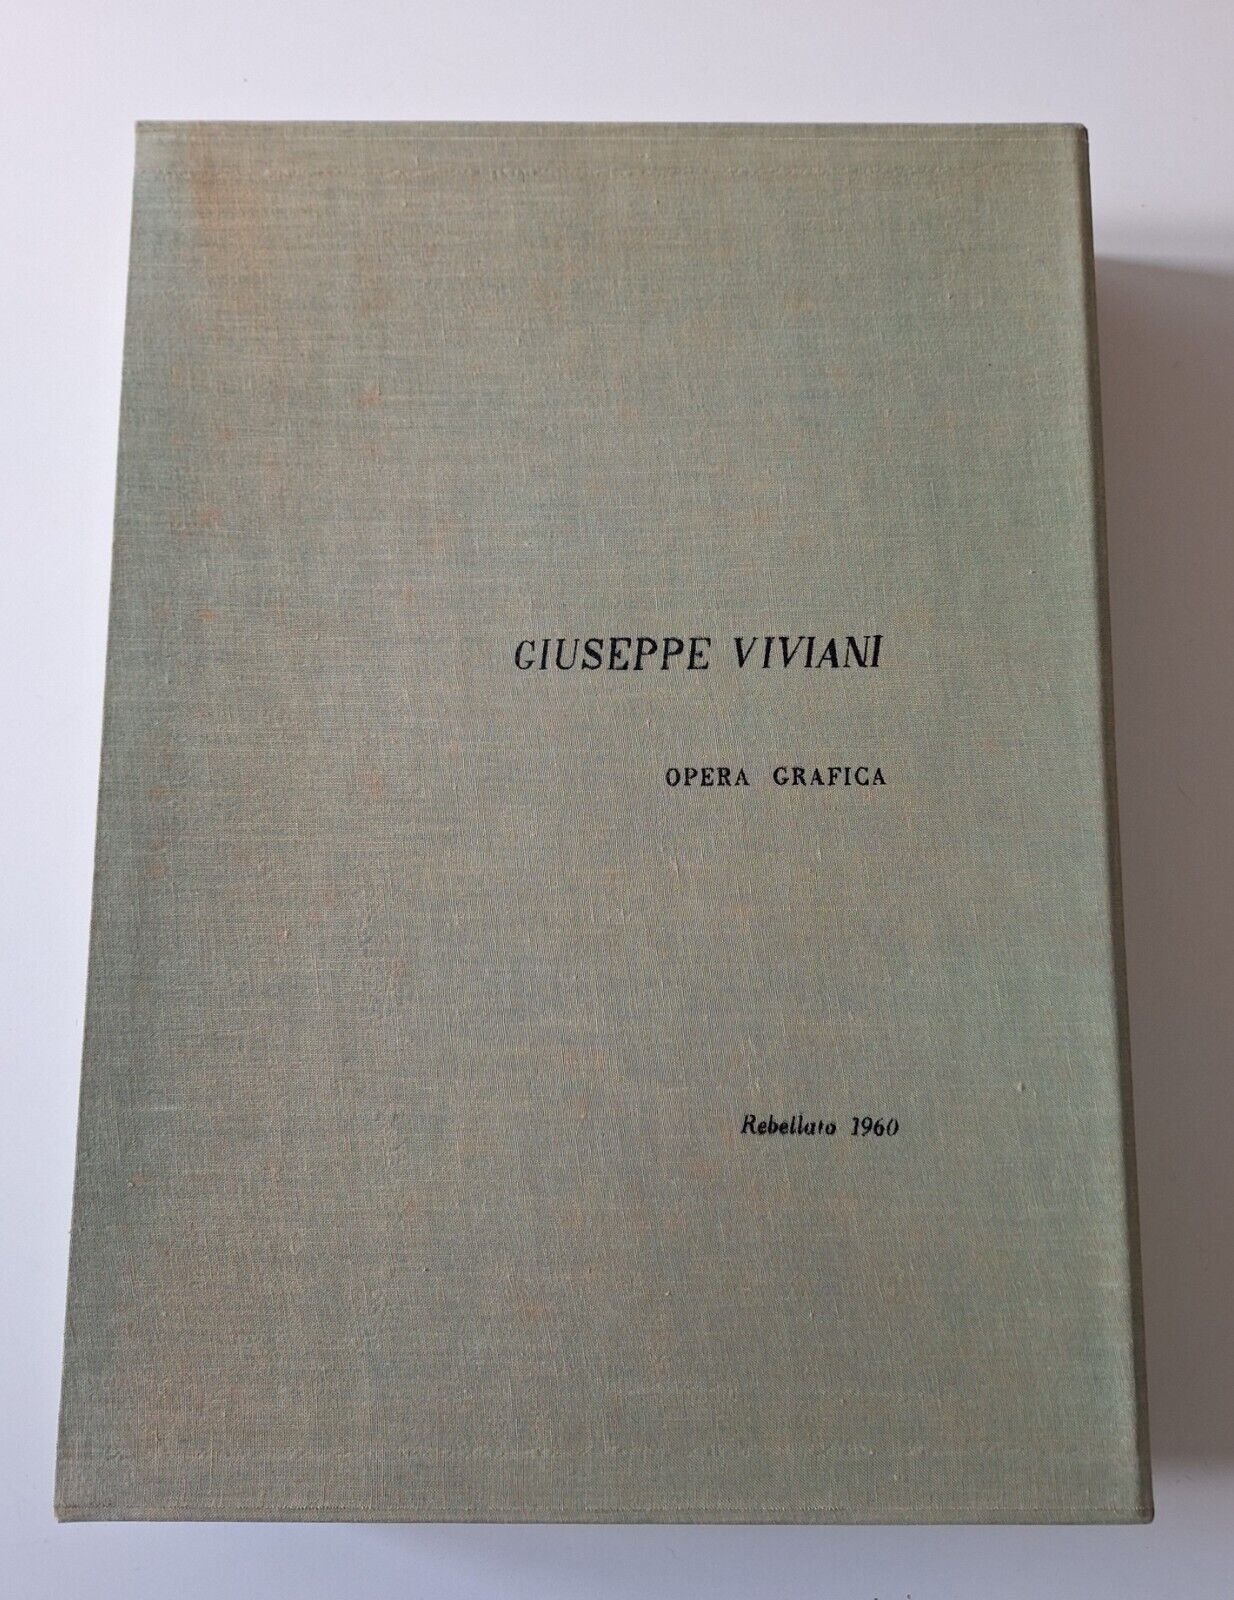 GIUSEPPE VIVIANI
OPERA GRAFICA
Rebellato 1960